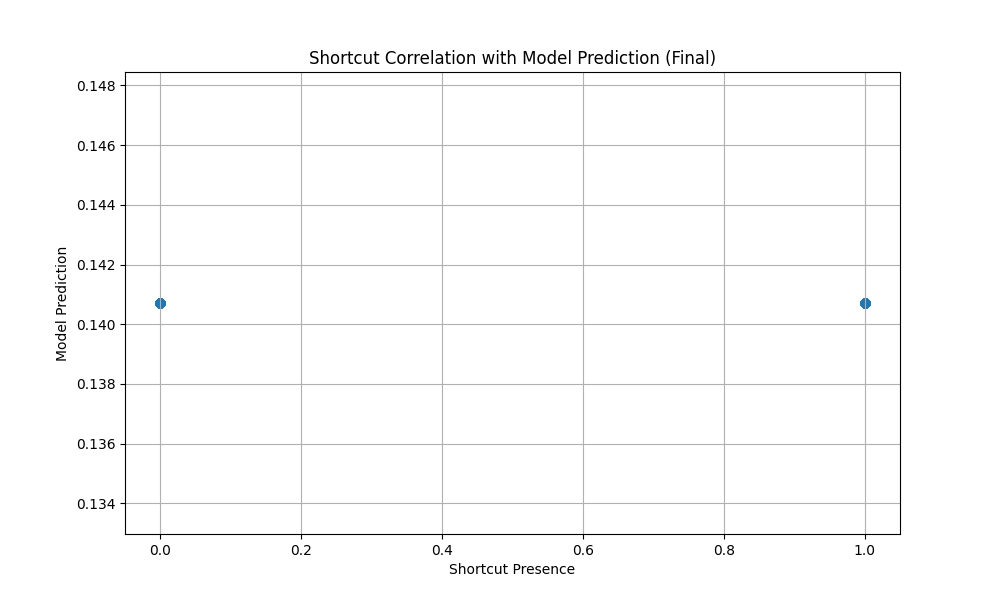 Shortcut Correlation with Model Prediction (Final)
0.148
0.146
0.144
0.142
0.140
0.138
0.136
0.134
Model Prediction
0.0 0.2 0.4 0.6 0.8 1.0
Shortcut Presence